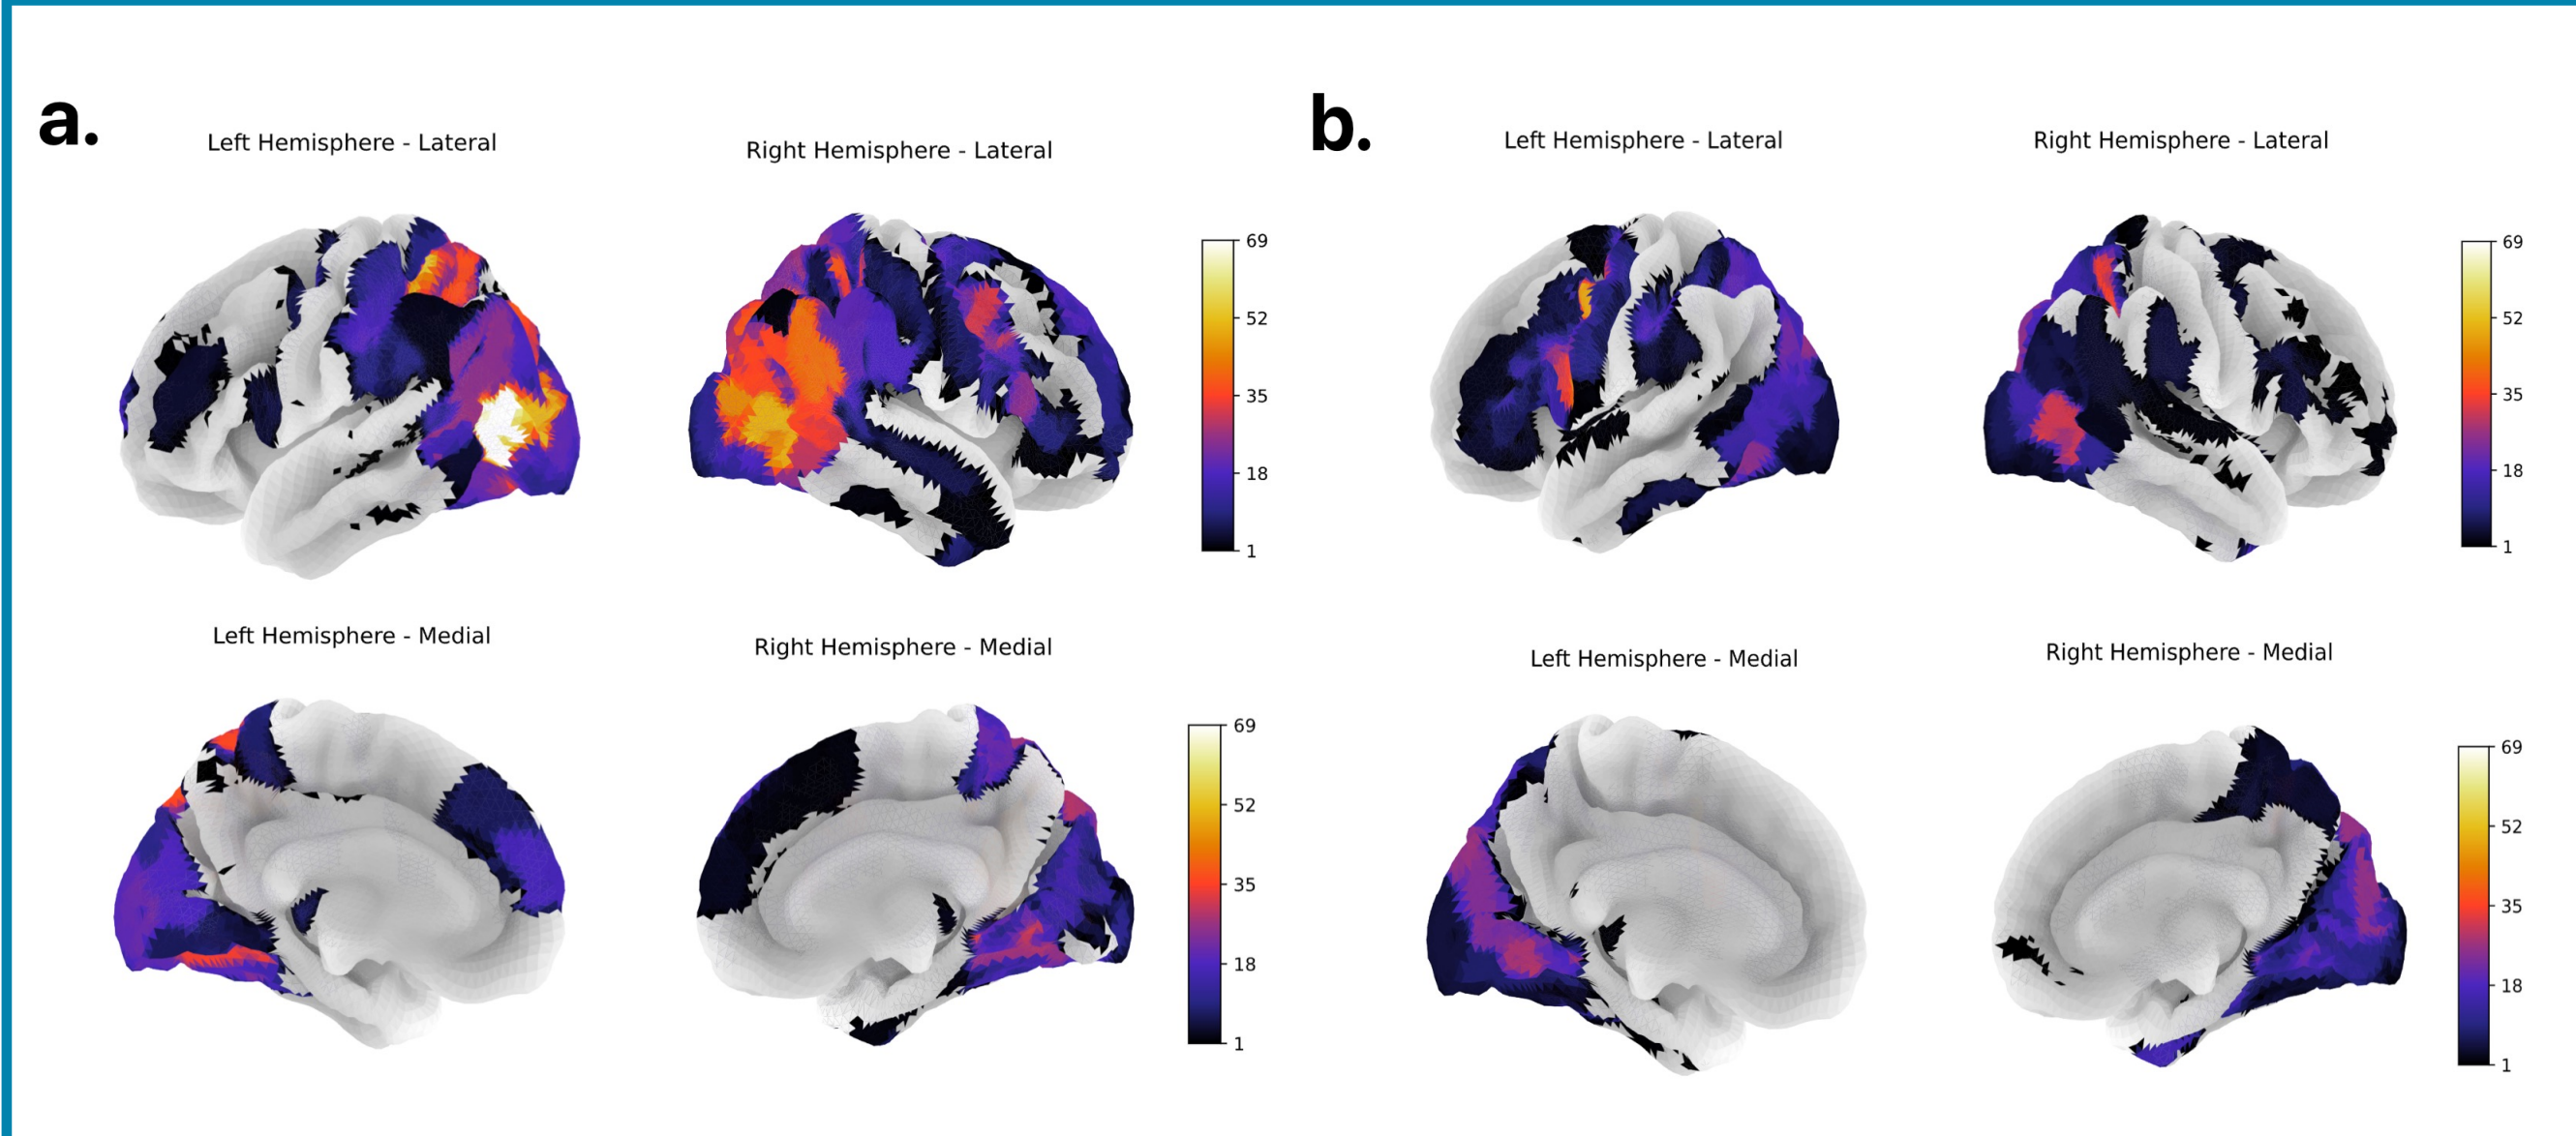 a.
Left Hemisphere - Lateral
Right Hemisphere - Lateral
69
52
35
18
1
Left Hemisphere - Medial
Right Hemisphere - Medial
69
52
35
18
1
b.
Left Hemisphere - Lateral
Right Hemisphere - Lateral
69
52
35
18
1
Left Hemisphere - Medial
Right Hemisphere - Medial
69
52
35
18
1